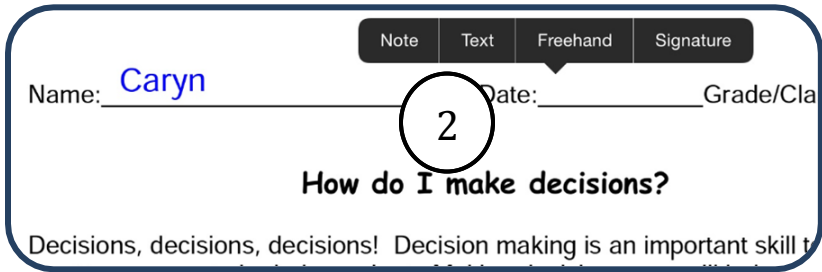 Note Text Freehand Signature
Name: Caryn Date: Grade/Cla
2
How do I make decisions?
Decisions, decisions, decisions! Decision making is an important skill